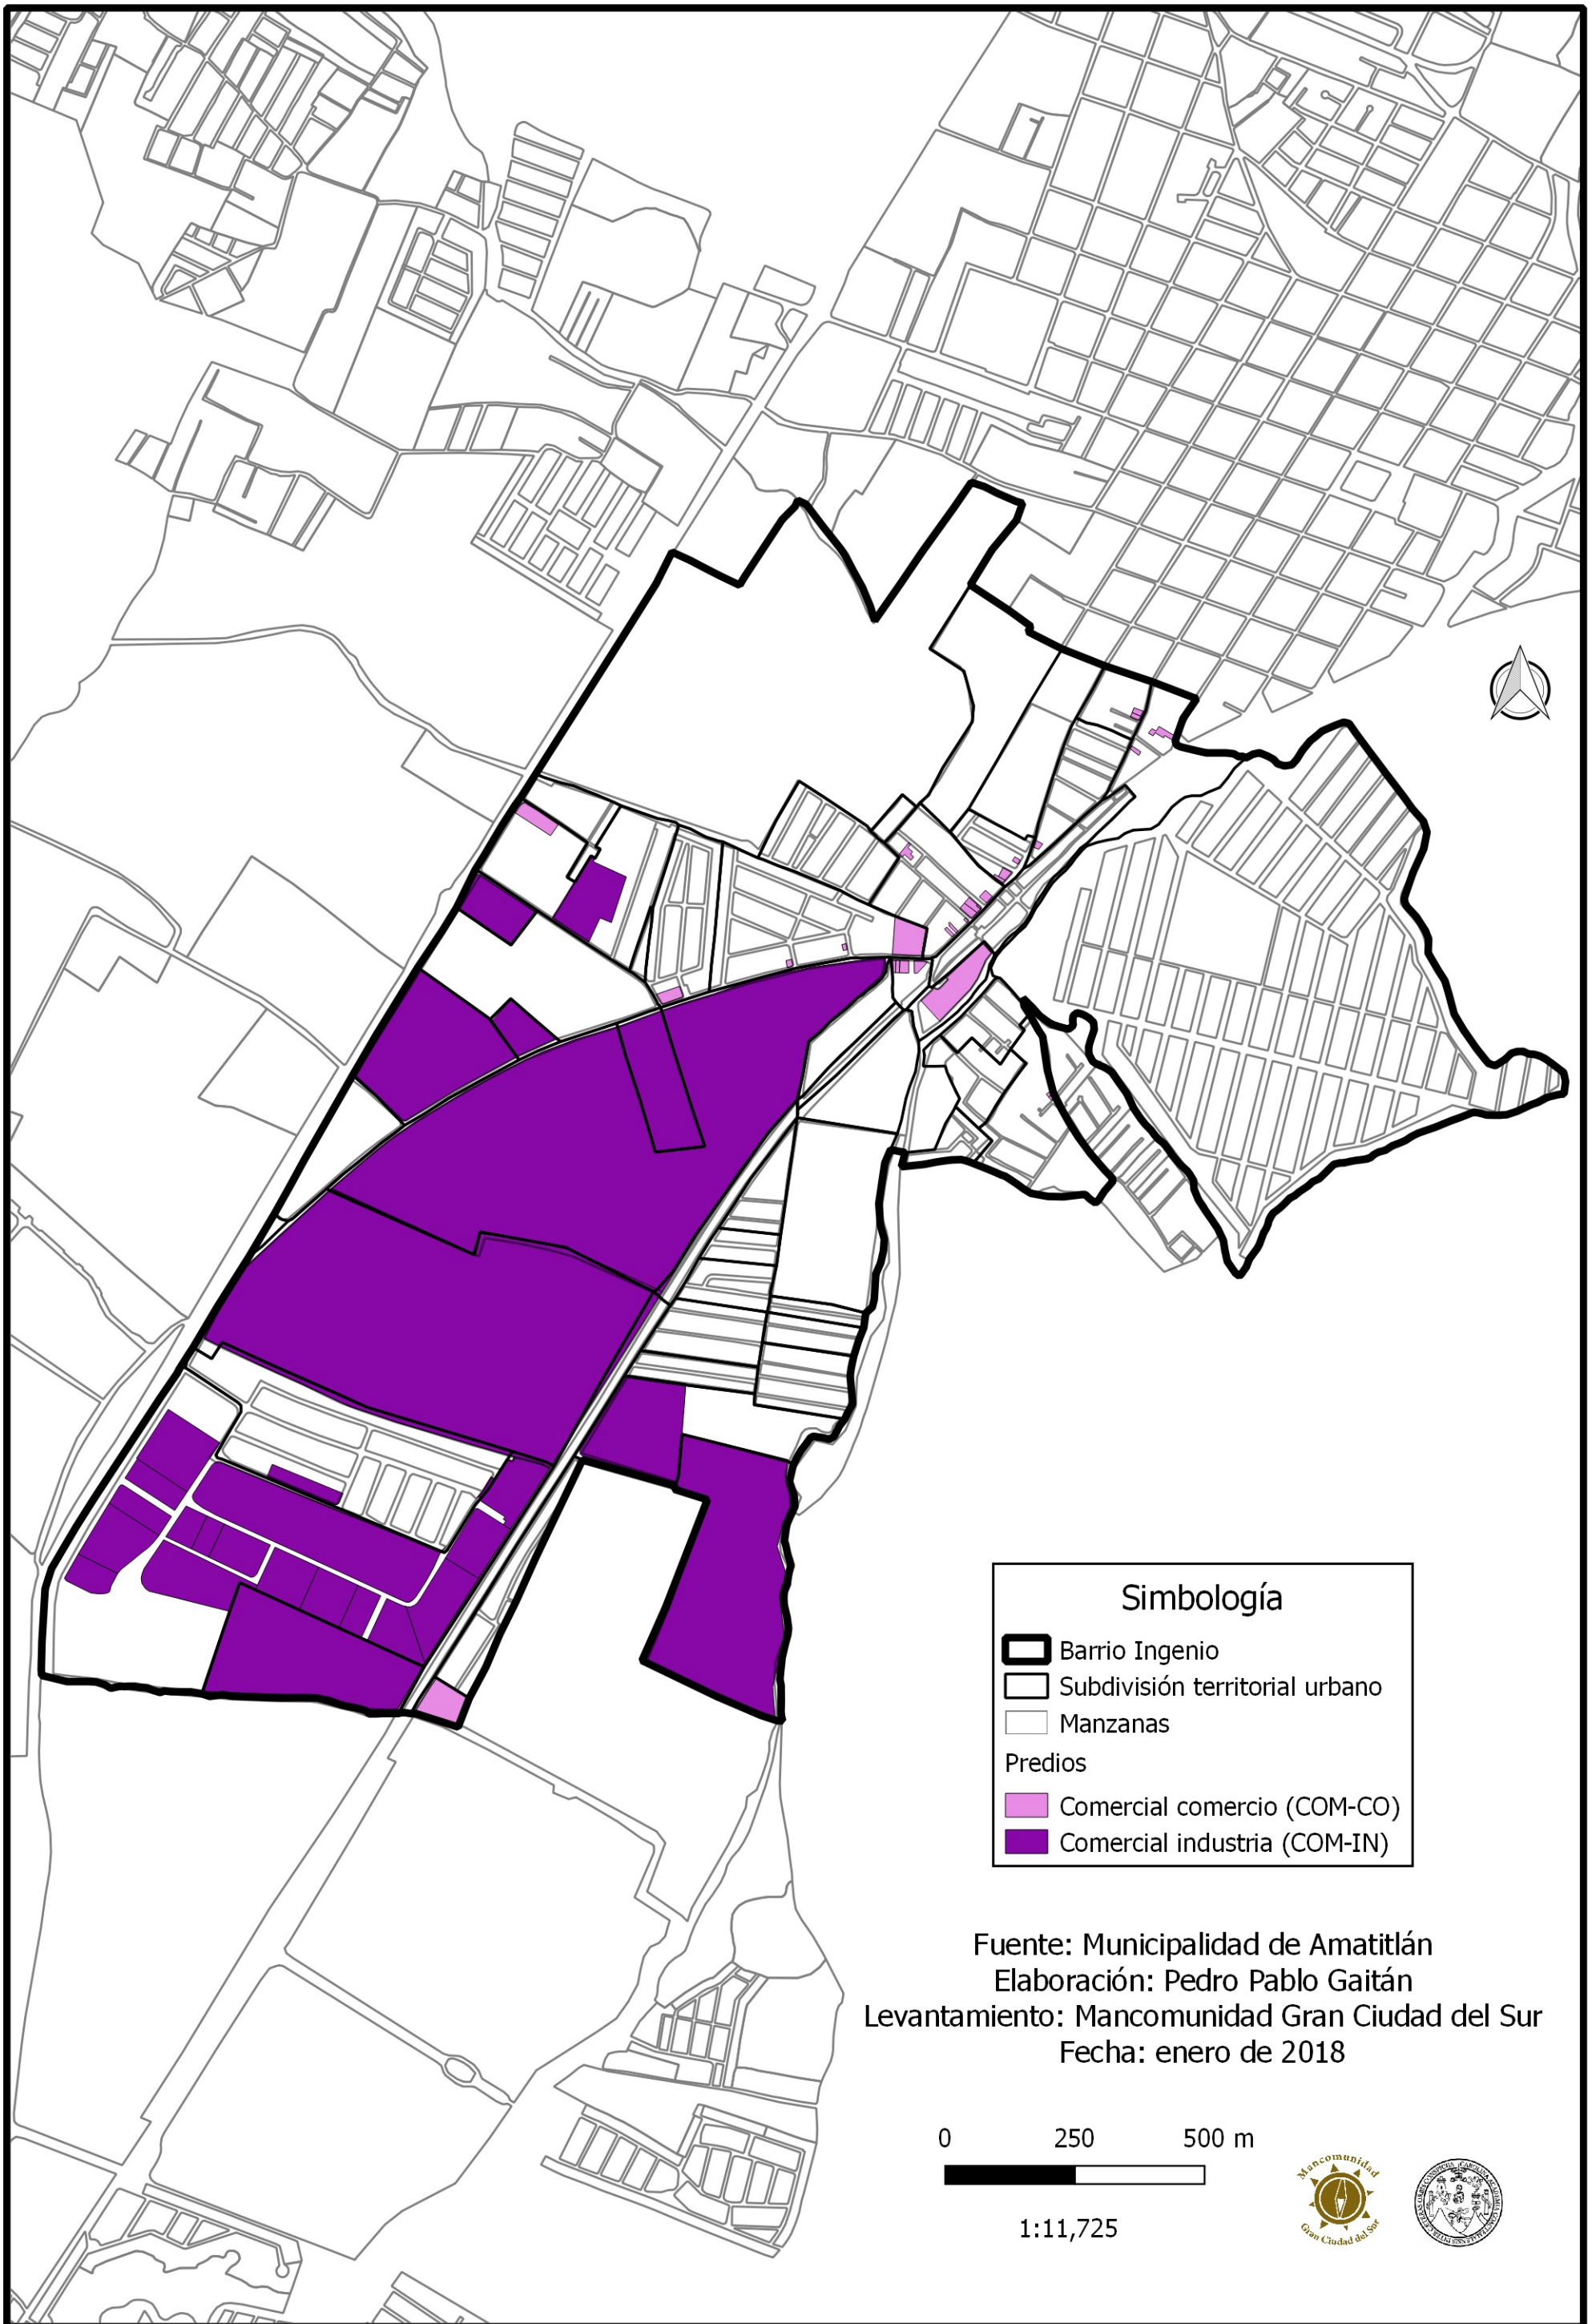 Simbología
Barrio Ingenio
Subdivisión territorial urbano
Manzanas
Predios
Comercial comercio (COM-CO)
Comercial industria (COM-IN)
Fuente: Municipalidad de Amatitlán
Elaboración: Pedro Pablo Gaitán
Levantamiento: Mancomunidad Gran Ciudad del Sur
Fecha: enero de 2018
0 250 500 m
1:11,725
Mancomunidad
Gran Ciudad del Sur